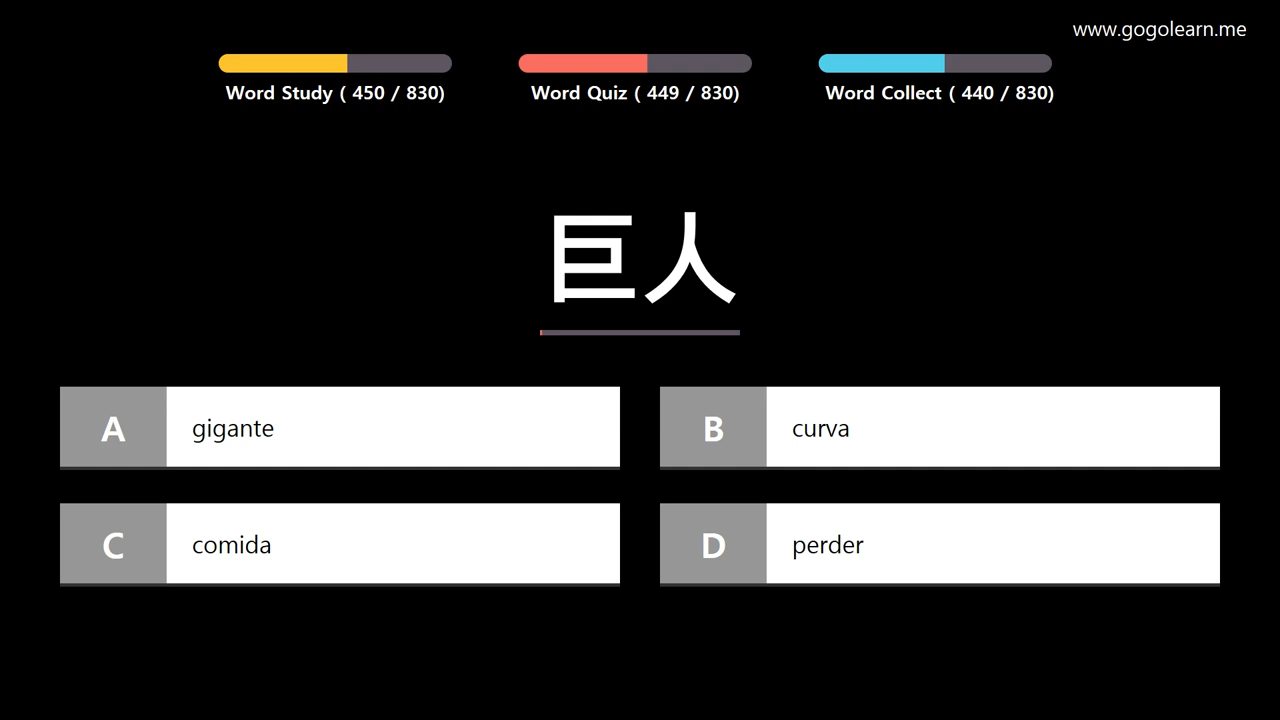 www.gogolearn.me
Word Study ( 450 / 830)
Word Quiz ( 449 / 830)
Word Collect ( 440 / 830)
巨人
A gigante
B curva
C comida
D perder